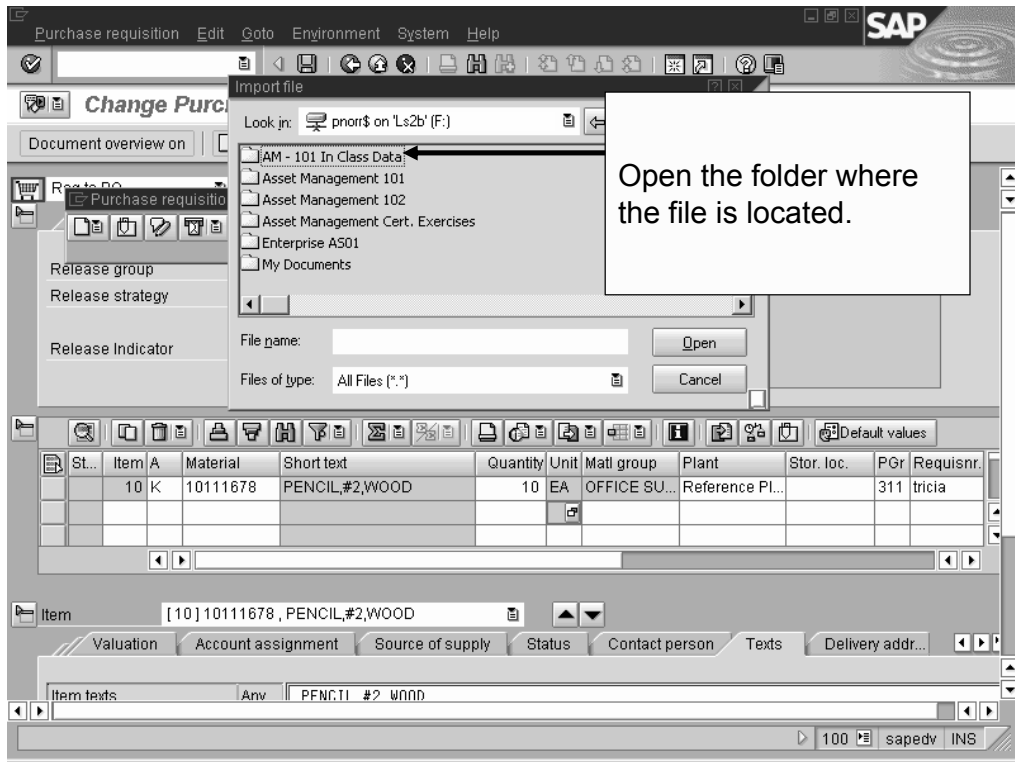 Purchase requisition Edit Goto Environment System Help
SAP
Import file
Change Purc
Look in: pnorr$ on 'Ls2b' (F:)
Document overview on
AM - 101 In Class Data
Asset Management 101
Asset Management 102
Asset Management Cert. Exercises
Enterprise AS01
My Documents
Open the folder where
the file is located.
Purchase requisitio
Release group
Release strategy
Release Indicator
File name:
Open
Files of type: All Files (*.*)
Cancel
Default values
St... Item A Material Short text Quantity Unit Matl group Plant Stor. loc. PGr Requisnr.
10 K 10111678 PENCIL,#2,WOOD 10 EA OFFICE SU... Reference Pl... 311 tricia
Item [10] 10111678 , PENCIL,#2,WOOD
Valuation Account assignment Source of supply Status Contact person Texts Delivery addr...
Item texts Any PENCIL,#2,WOOD
100 sapedv INS